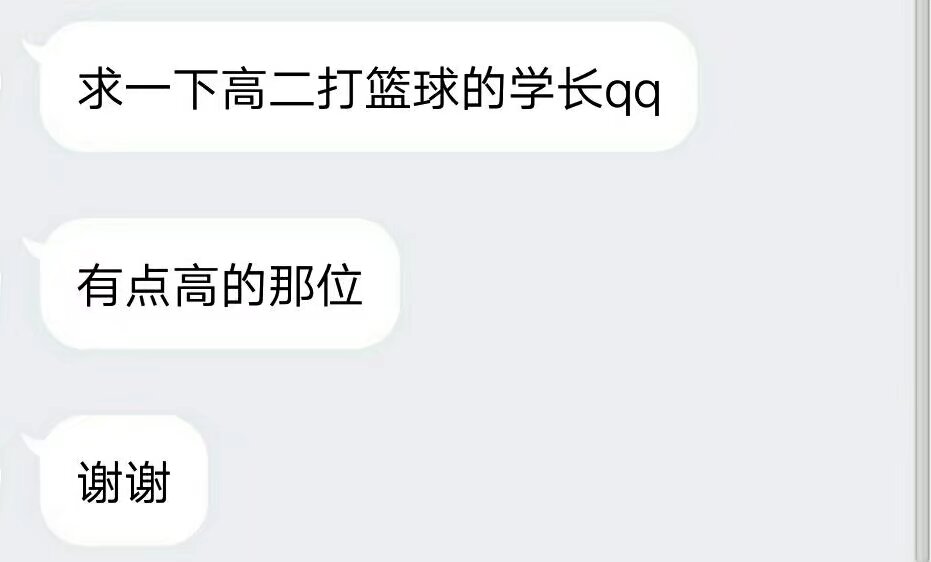 求一下高二打篮球的学长qq
有点高的那位
谢谢